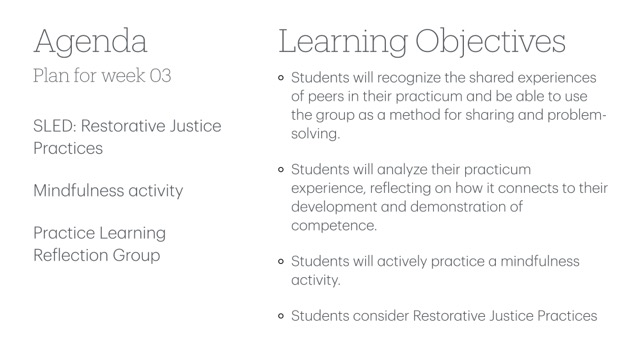 Agenda
Plan for week 03
SLED: Restorative Justice
Practices
Mindfulness activity
Practice Learning
Reflection Group
Learning Objectives
Students will recognize the shared experiences
of peers in their practicum and be able to use
the group as a method for sharing and problem-
solving.
Students will analyze their practicum
experience, reflecting on how it connects to their
development and demonstration of
competence.
Students will actively practice a mindfulness
activity.
Students consider Restorative Justice Practices